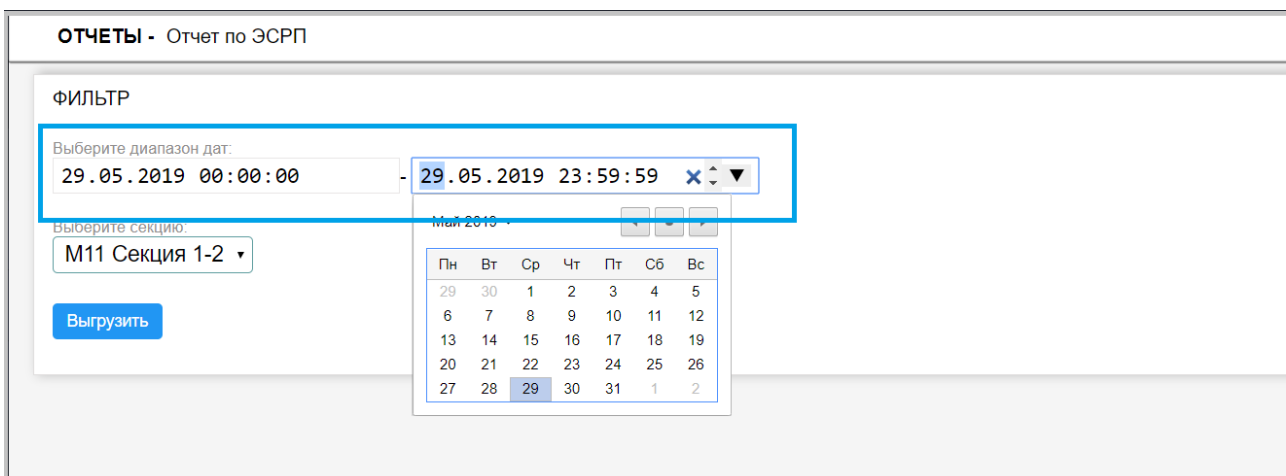 ОТЧЕТЫ - Отчет по ЭСРП
ФИЛЬТР
Выберите диапазон дат:
29.05.2019 00:00:00 - 29.05.2019 23:59:59
Май 2019
Выберите секцию:
М11 Секция 1-2
Пн Вт Ср Чт Пт Сб Вс
29 30 1 2 3 4 5
6 7 8 9 10 11 12
13 14 15 16 17 18 19
20 21 22 23 24 25 26
27 28 29 30 31 1 2
Выгрузить